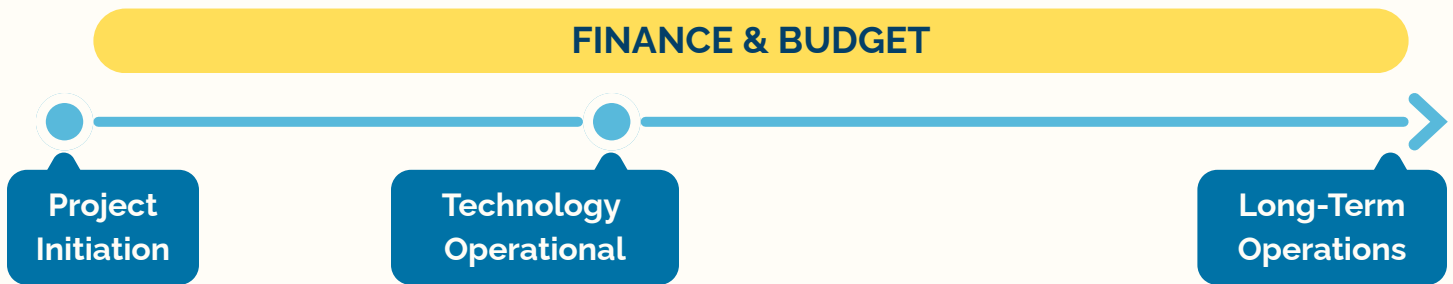 FINANCE & BUDGET
Project
Initiation
Technology
Operational
Long-Term
Operations